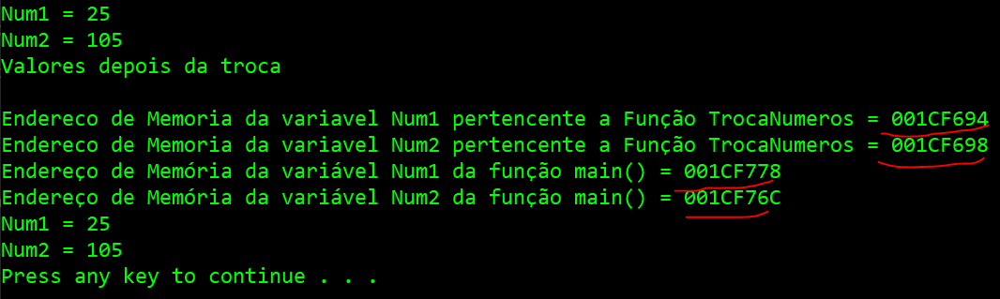 Num1 = 25
Num2 = 105
Valores depois da troca
Endereco de Memoria da variavel Num1 pertencente a Função TrocaNumeros = 001CF694
Endereco de Memoria da variavel Num2 pertencente a Função TrocaNumeros = 001CF698
Endereço de Memória da variável Num1 da função main() = 001CF778
Endereço de Memória da variável Num2 da função main() = 001CF76C
Num1 = 25
Num2 = 105
Press any key to continue . . .